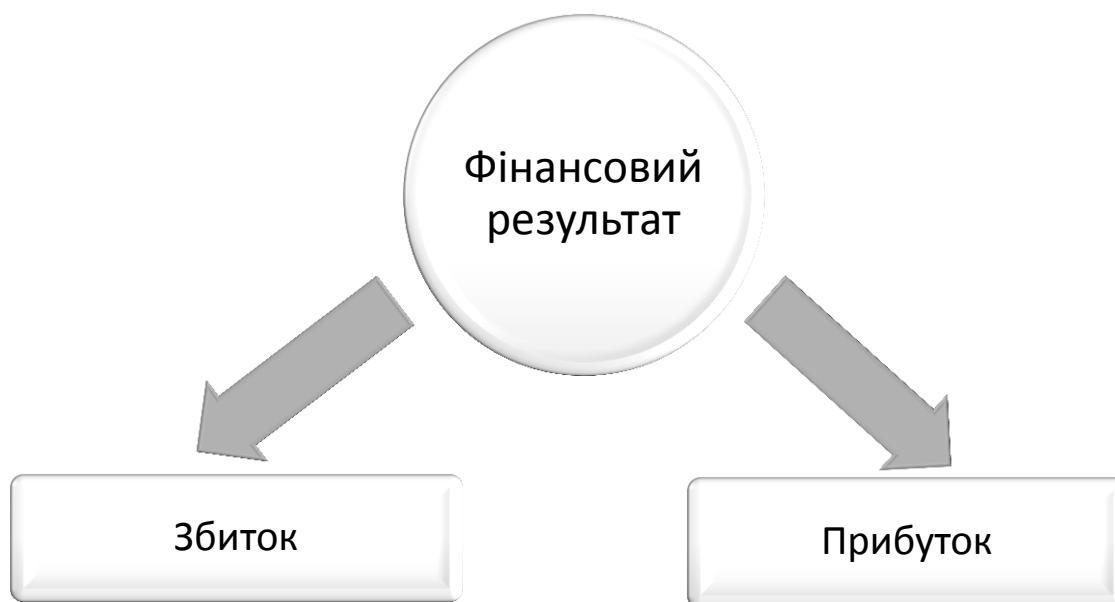 Фінансовий
результат
Збиток
Прибуток